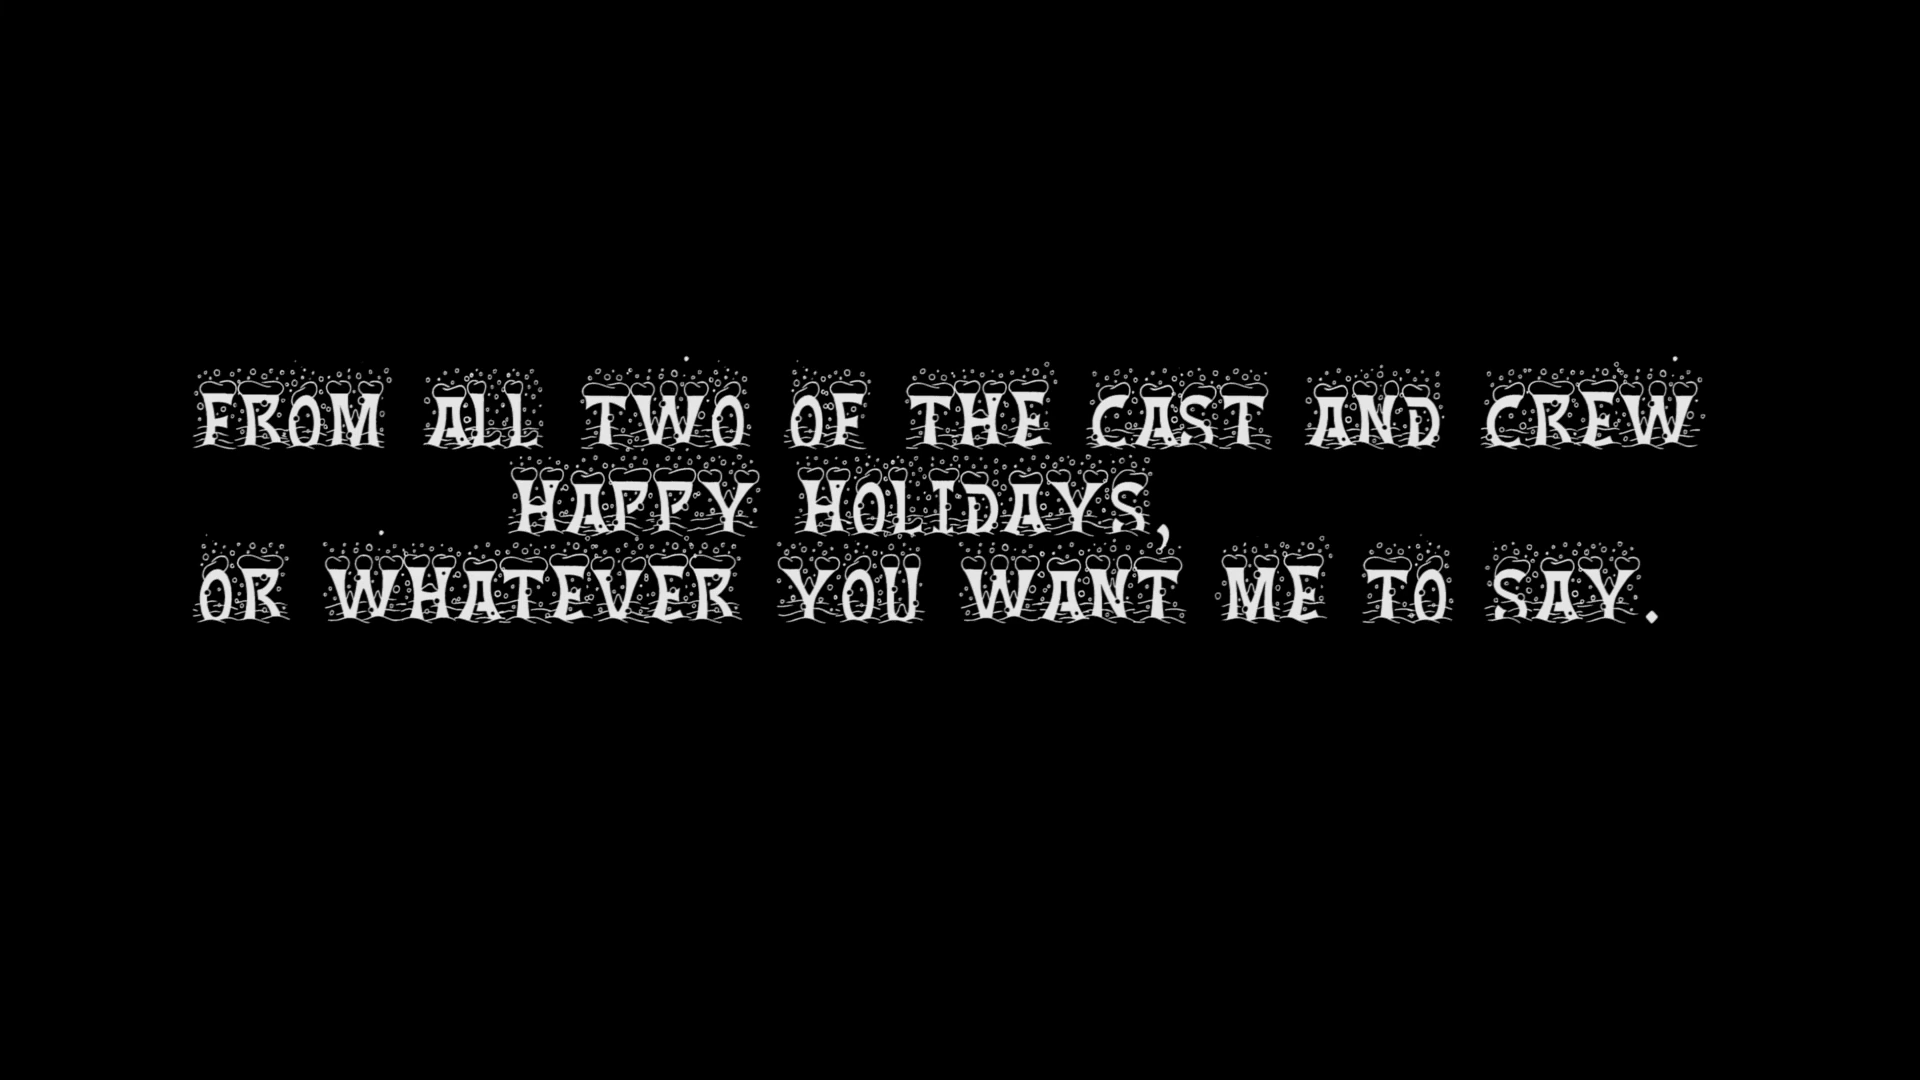 FROM ALL TWO OF THE CAST AND CREW
HAPPY HOLIDAYS,
OR WHATEVER YOU WANT ME TO SAY.